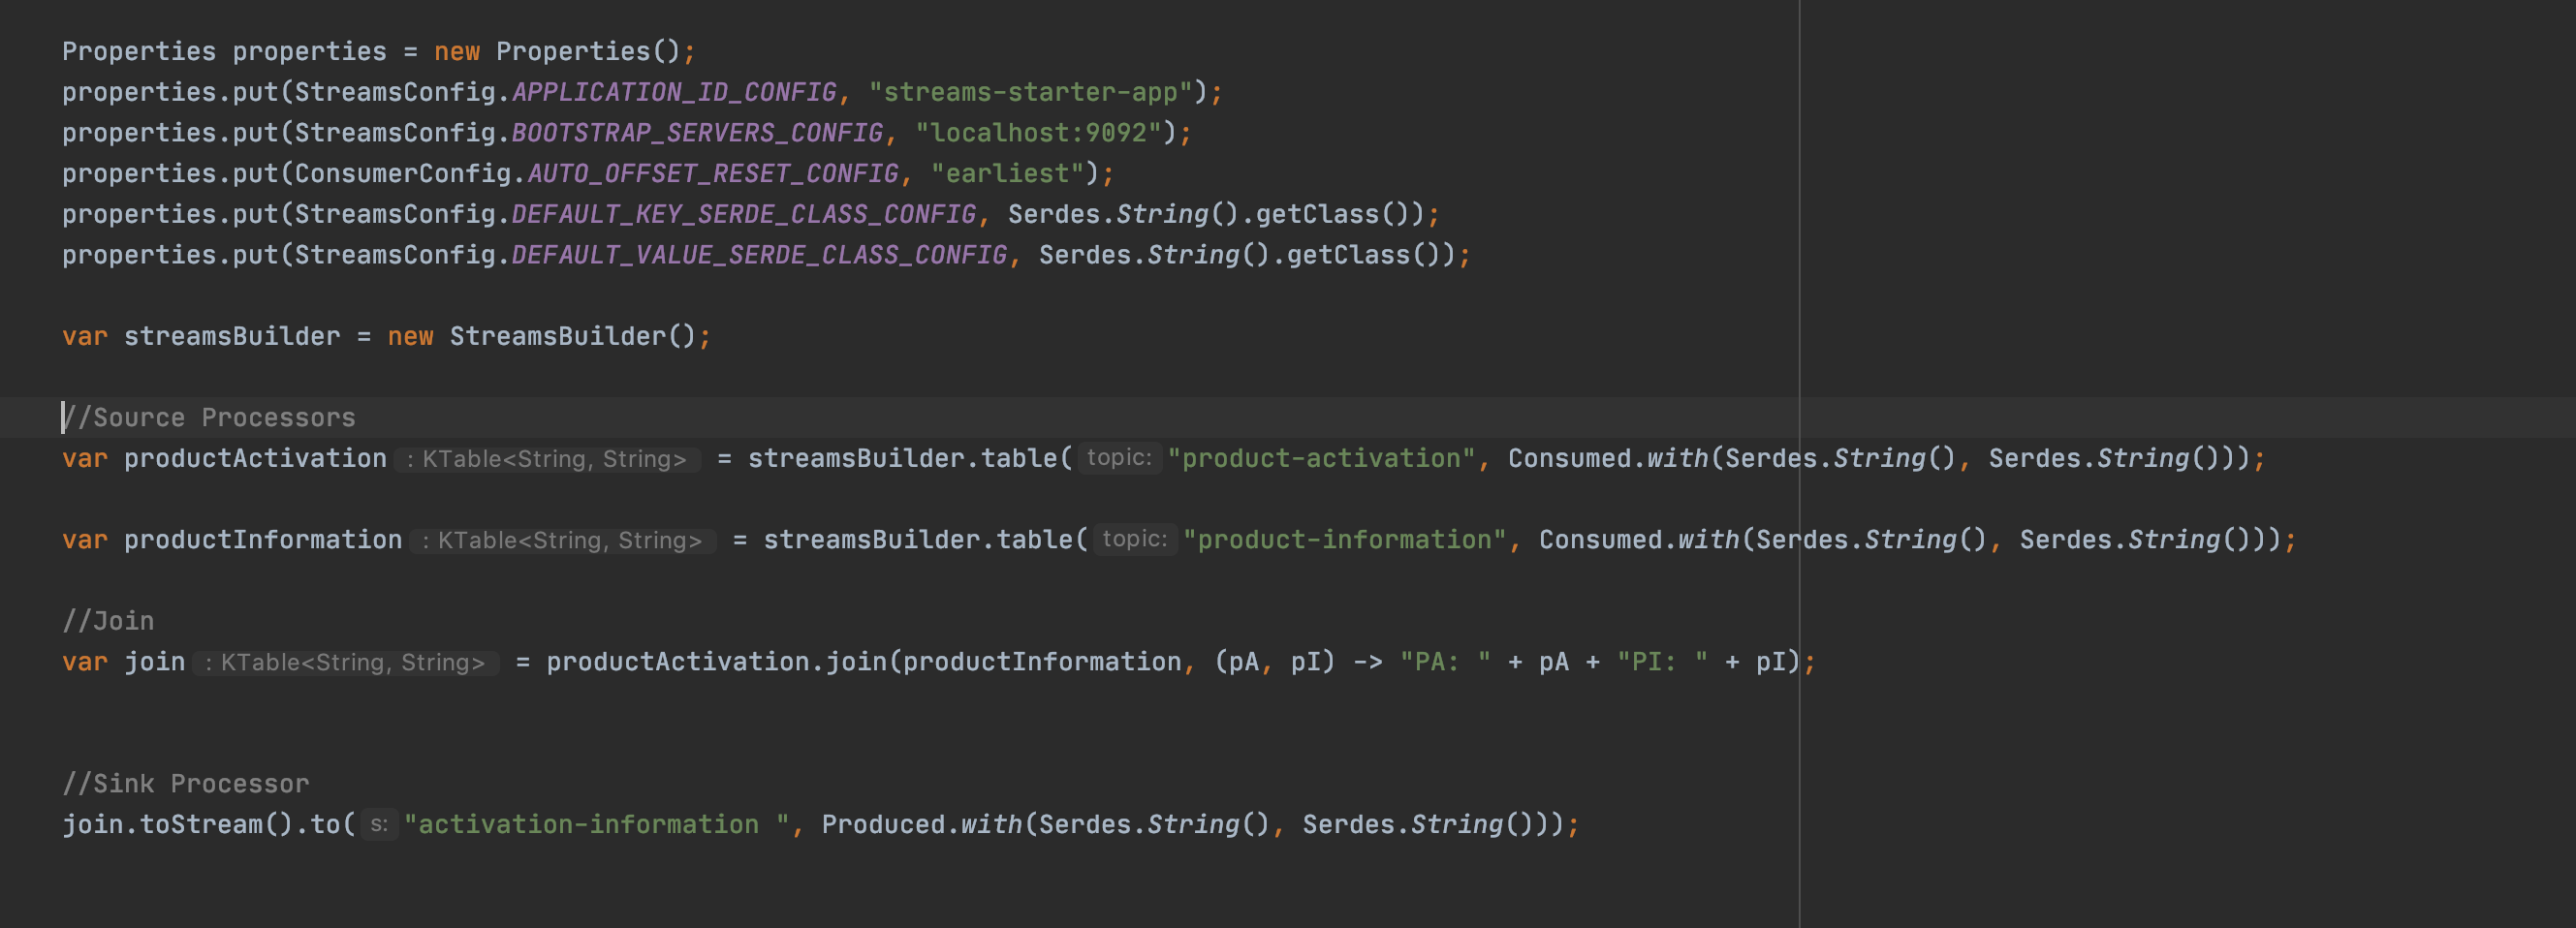 Properties properties = new Properties();
properties.put(StreamsConfig.APPLICATION_ID_CONFIG, "streams-starter-app");
properties.put(StreamsConfig.BOOTSTRAP_SERVERS_CONFIG, "localhost:9092");
properties.put(ConsumerConfig.AUTO_OFFSET_RESET_CONFIG, "earliest");
properties.put(StreamsConfig.DEFAULT_KEY_SERDE_CLASS_CONFIG, Serdes.String().getClass());
properties.put(StreamsConfig.DEFAULT_VALUE_SERDE_CLASS_CONFIG, Serdes.String().getClass());
var streamsBuilder = new StreamsBuilder();
//Source Processors
var productActivation : KTable<String, String> = streamsBuilder.table( topic: "product-activation", Consumed.with(Serdes.String(), Serdes.String()));
var productInformation : KTable<String, String> = streamsBuilder.table( topic: "product-information", Consumed.with(Serdes.String(), Serdes.String()));
//Join
var join : KTable<String, String> = productActivation.join(productInformation, (pA, pI) -> "PA: " + pA + "PI: " + pI);
//Sink Processor
join.toStream().to( s: "activation-information ", Produced.with(Serdes.String(), Serdes.String()));